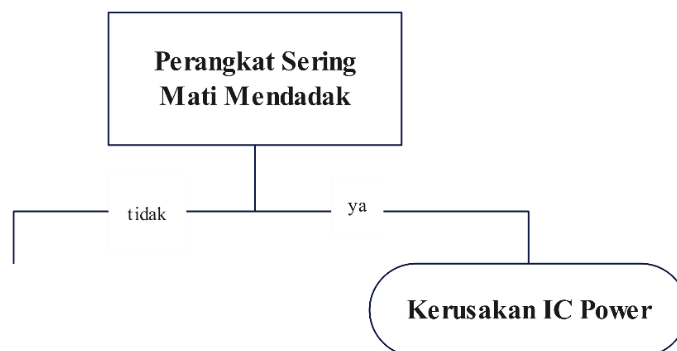 Perangkat Sering
Mati Mendadak
tidak
ya
Kerusakan IC Power